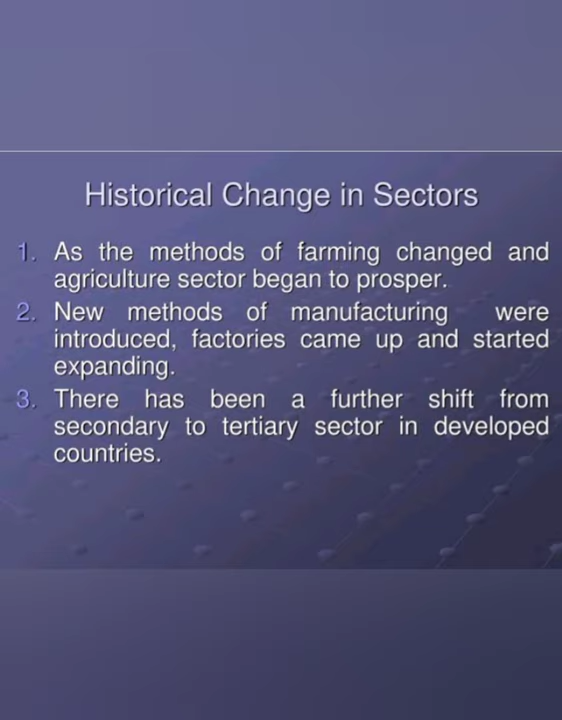 Historical Change in Sectors
1. As the methods of farming changed and
agriculture sector began to prosper.
2. New methods of manufacturing were
introduced, factories came up and started
expanding.
3. There has been a further shift from
secondary to tertiary sector in developed
countries.